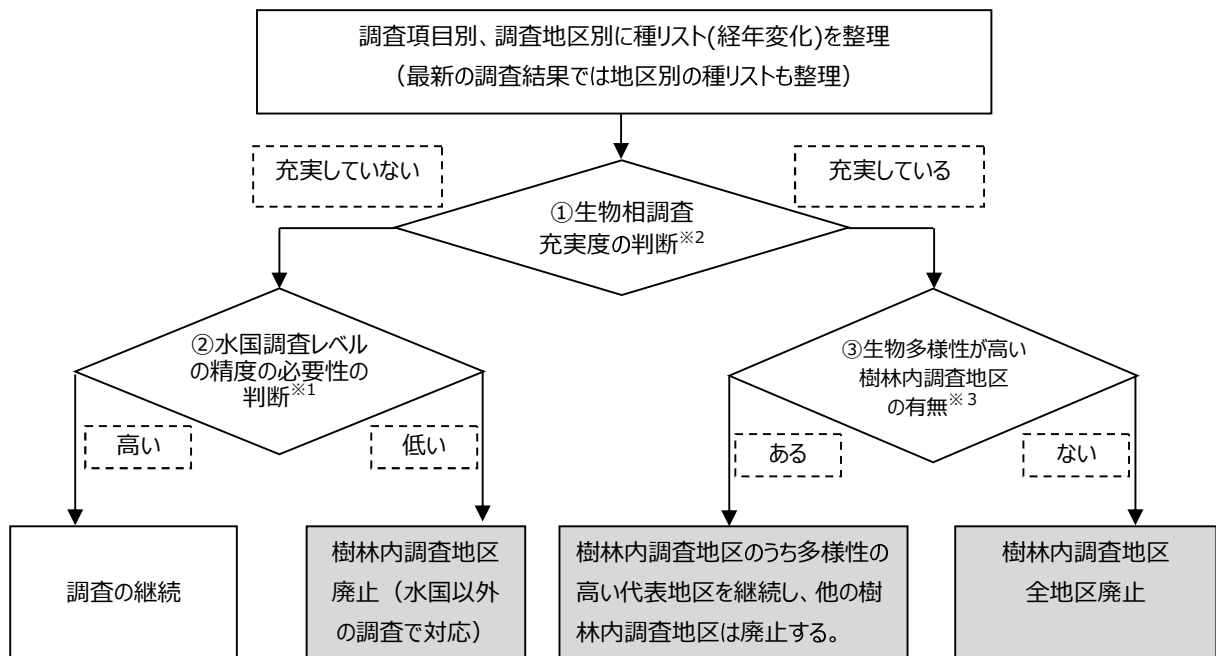 調査項目別、調査地区別に種リスト(経年変化)を整理
（最新の調査結果では地区別の種リストも整理）
充実していない
充実している
①生物相調査
充実度の判断※2
②水国調査レベル
の精度の必要性の
判断※1
③生物多様性が高い
樹林内調査地区
の有無※３
高い
低い
ある
ない
調査の継続
樹林内調査地区
廃止（水国以外
の調査で対応）
樹林内調査地区のうち多様性の
高い代表地区を継続し、他の樹
林内調査地区は廃止する。
樹林内調査地区
全地区廃止